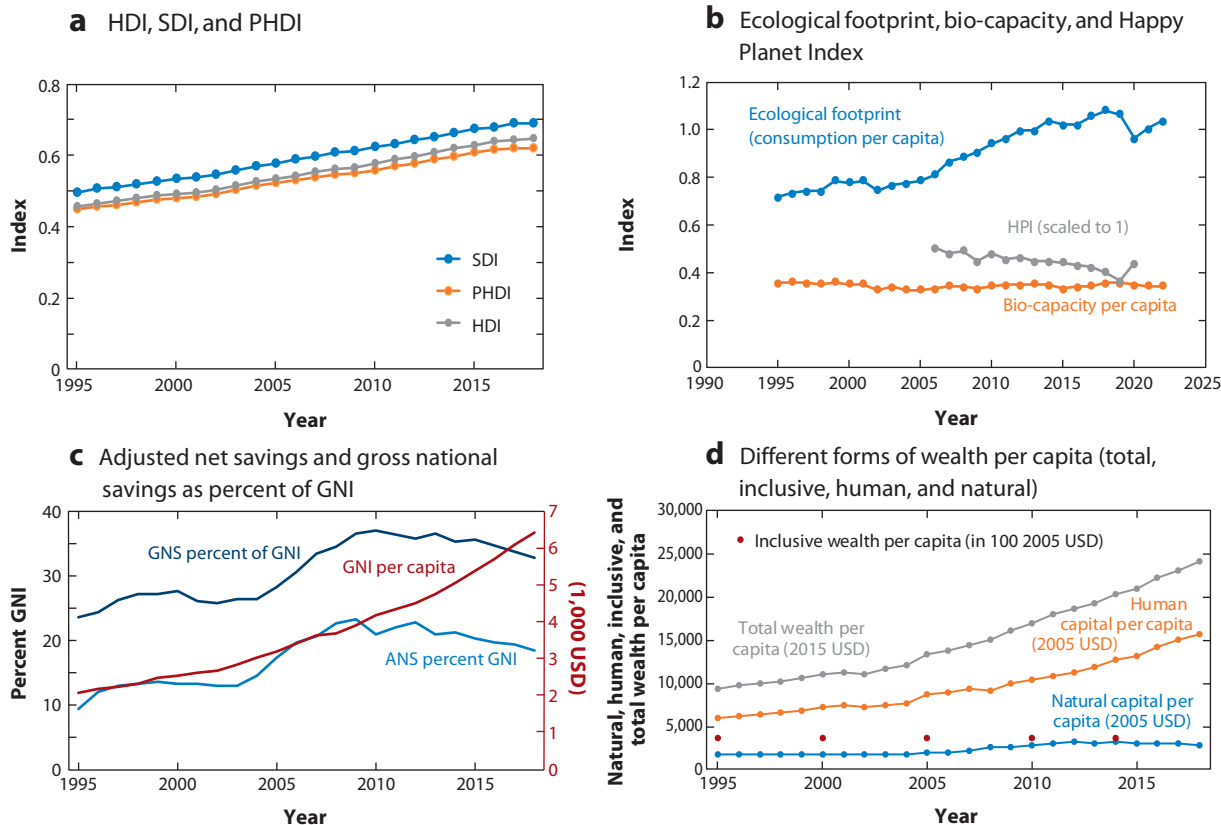 a HDI, SDI, and PHDI
0.8
0.6
0.4
0.2
0
Index
SDI
PHDI
HDI
1995
2000
2005
2010
2015
Year
b Ecological footprint, bio-capacity, and Happy
Planet Index
1.2
1.0
0.8
0.6
0.4
0.2
0
Index
Ecological footprint
(consumption per capita)
HPI (scaled to 1)
Bio-capacity per capita
1990
1995
2000
2005
2010
2015
2020
2025
Year
c Adjusted net savings and gross national
savings as percent of GNI
40
30
20
10
0
Percent GNI
GNS percent of GNI
GNI per capita
ANS percent GNI
7
6
5
4
3
2
1
0
(1,000 USD)
1995
2000
2005
2010
2015
Year
d Different forms of wealth per capita (total,
inclusive, human, and natural)
30,000
25,000
20,000
15,000
10,000
5,000
0
Natural, human, inclusive, and
total wealth per capita
Inclusive wealth per capita (in 100 2005 USD)
Total wealth per
capita (2015 USD)
Human
capital per capita
(2005 USD)
Natural capital per
capita (2005 USD)
1995
2000
2005
2010
2015
Year